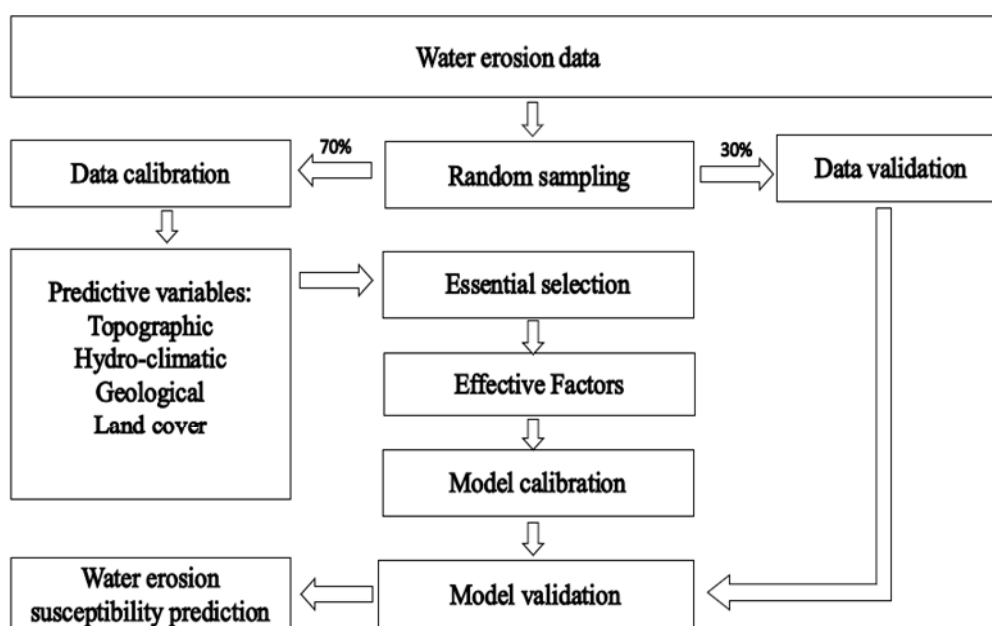 Water erosion data
70%
30%
Data calibration
Random sampling
Data validation
Predictive variables:
Topographic
Hydro-climatic
Geological
Land cover
Essential selection
Effective Factors
Model calibration
Water erosion
susceptibility prediction
Model validation